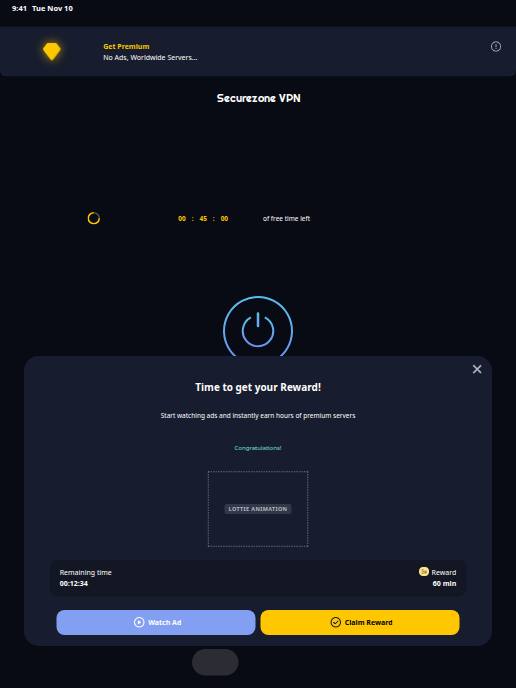 9:41 Tue Nov 10
Get Premium
No Ads, Worldwide Servers...
Securezone VPN
00 : 45 : 00 of free time left
Time to get your Reward!
Start watching ads and instantly earn hours of premium servers
Congratulations!
LOTTIE ANIMATION
Remaining time
00:12:34
Reward
60 min
Watch Ad
Claim Reward